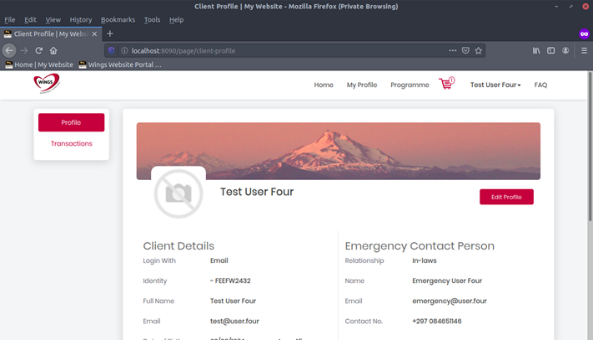 Client Profile | My Website - Mozilla Firefox (Private Browsing)
File Edit View History Bookmarks Tools Help
Client Profile | My Webs
localhost:8090/page/client-profile
Home | My Website Wings Website Portal ...
WINGS Home My Profile Programme 1 Test User Four FAQ
Profile
Transactions
Test User Four
Edit Profile
Client Details
Login With Email
Identity - FEEFW2432
Full Name Test User Four
Email test@user.four
Emergency Contact Person
Relationship In-laws
Name Emergency User Four
Email emergency@user.four
Contact No. +297 084651146